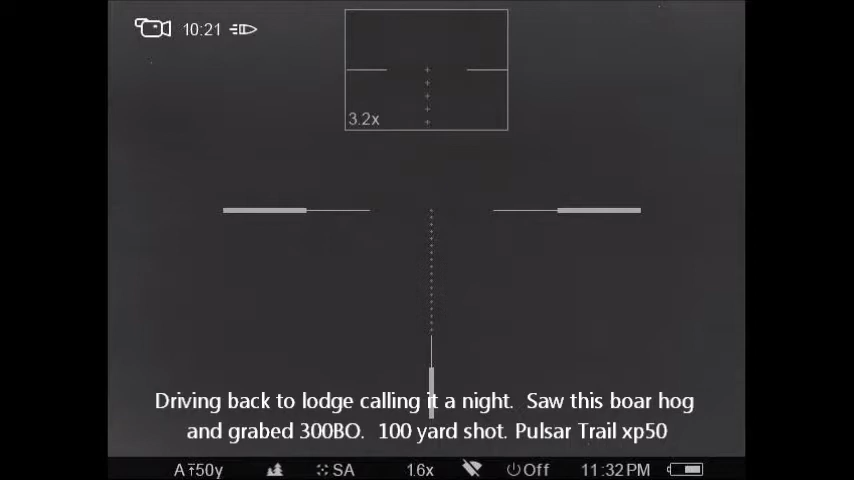 10:21
3.2x
Driving back to lodge calling it a night.  Saw this boar hog
and grabed 300BO.  100 yard shot. Pulsar Trail xp50
A⤒50y SA 1.6x Off 11:32PM